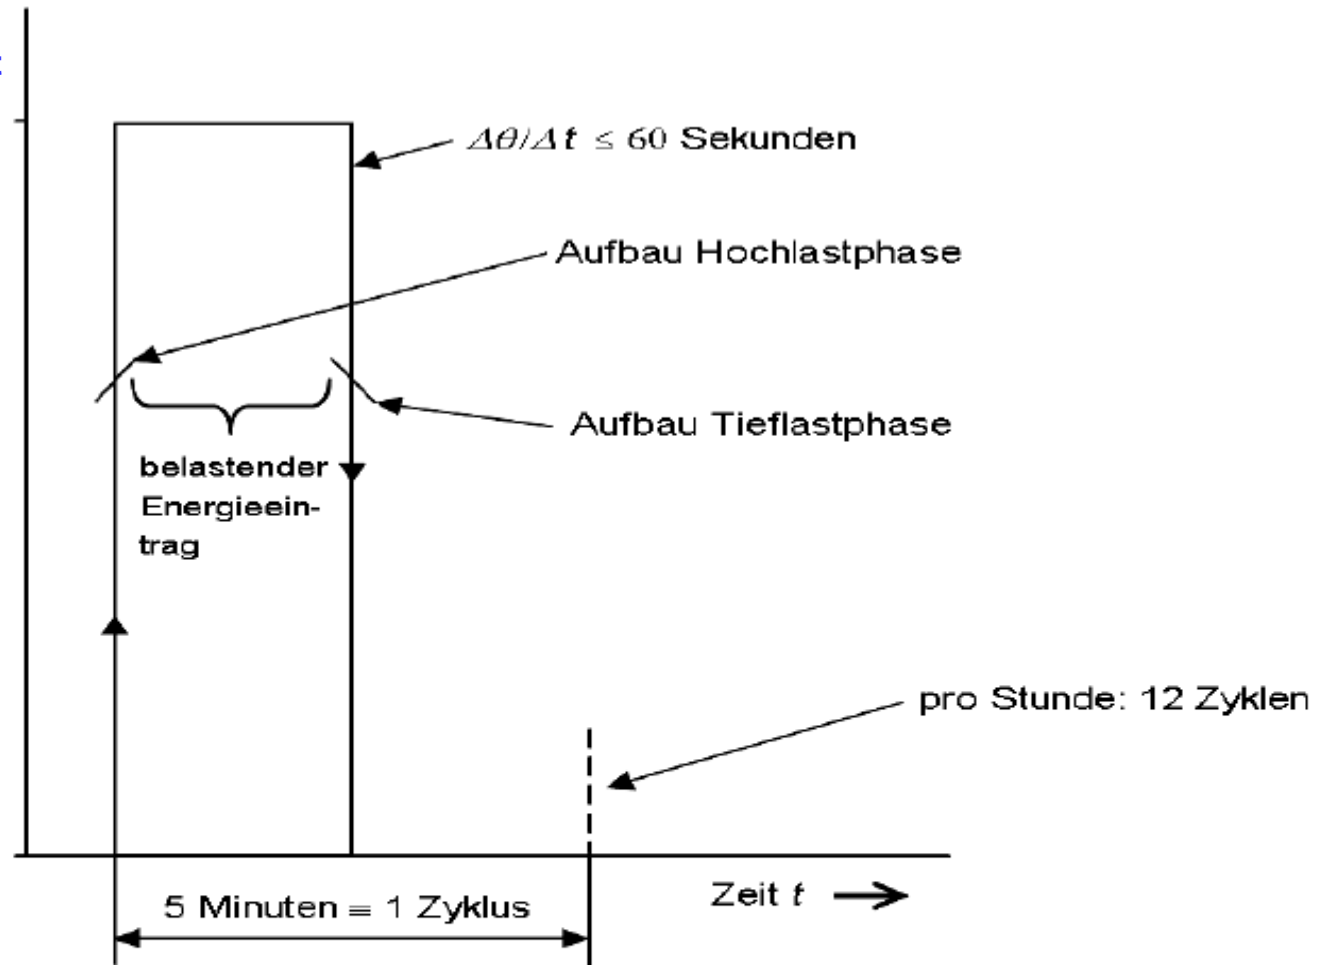 :
Δθ/Δt ≤ 60 Sekunden
Aufbau Hochlastphase
Aufbau Tieflastphase
belastender
Energieein-
trag
pro Stunde: 12 Zyklen
Zeit t
5 Minuten = 1 Zyklus